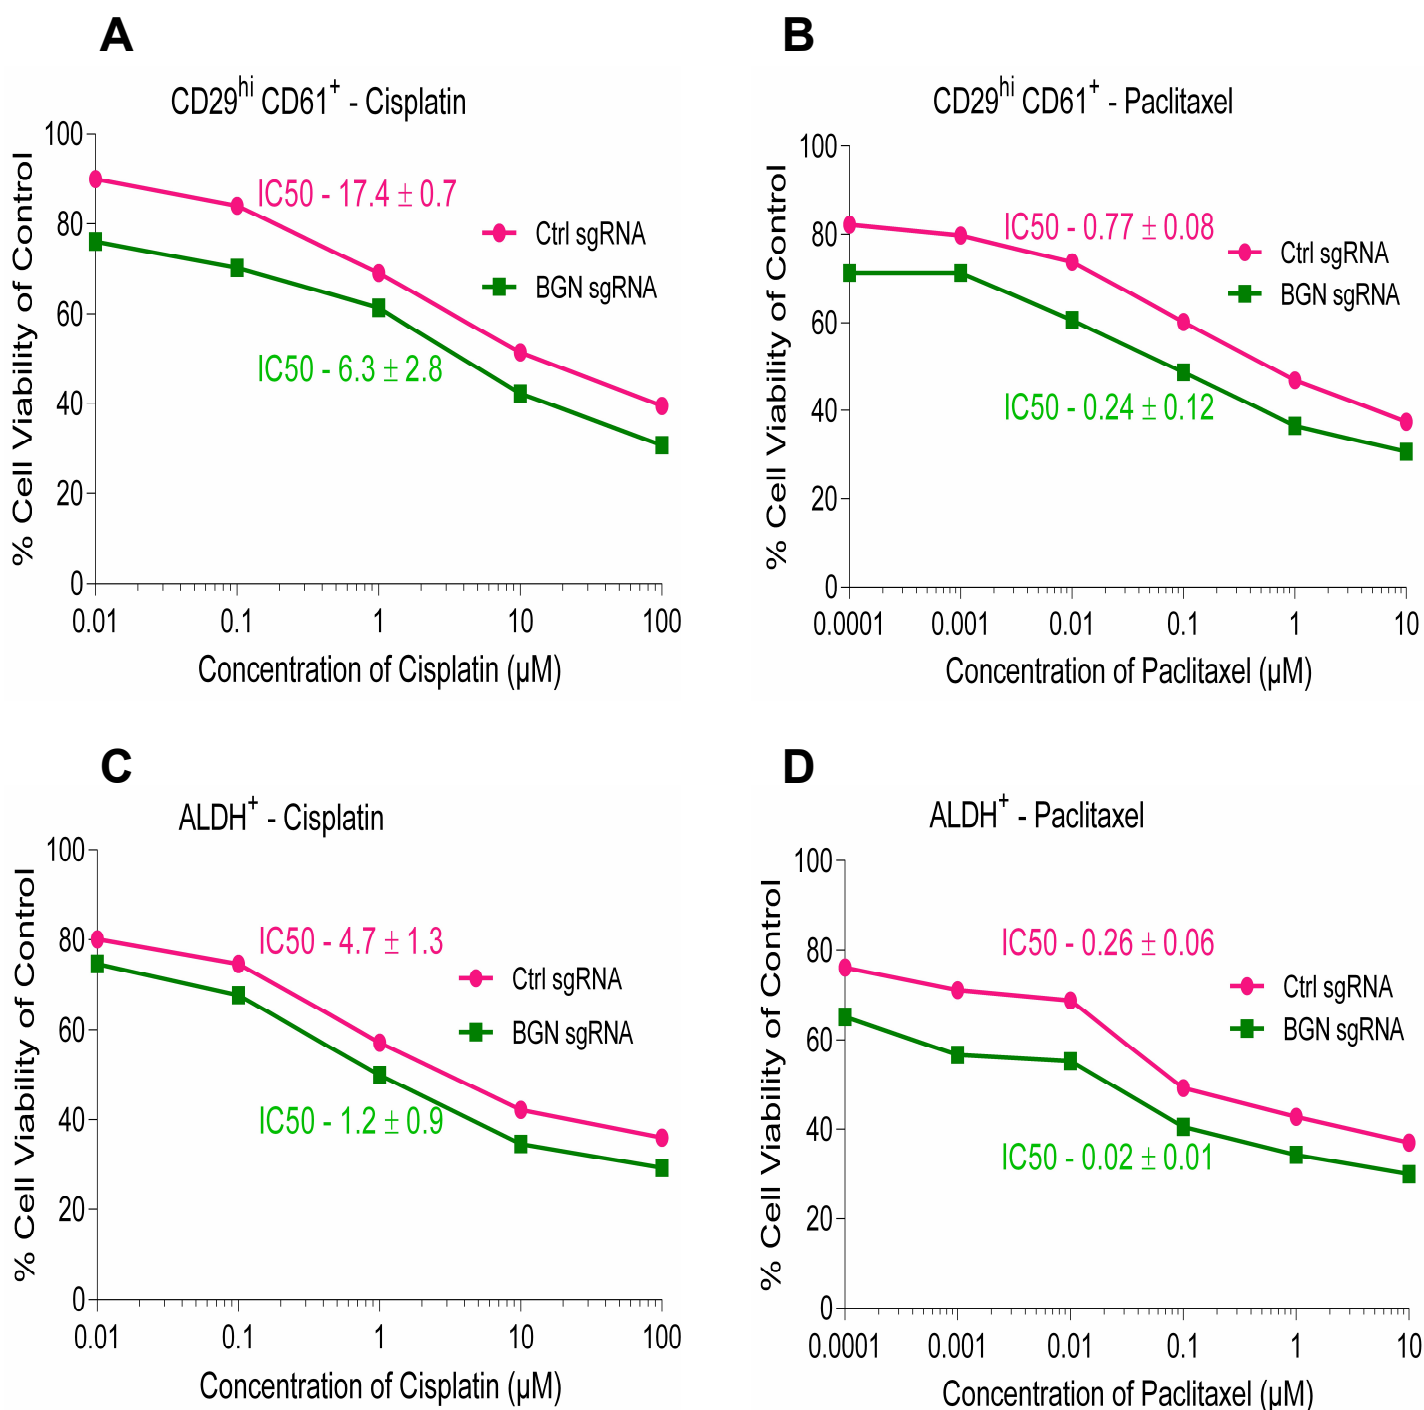 A
CD29hi CD61+ - Cisplatin
% Cell Viability of Control
100
80
60
40
20
0
IC50 - 17.4 ± 0.7
Ctrl sgRNA
BGN sgRNA
IC50 - 6.3 ± 2.8
0.01 0.1 1 10 100
Concentration of Cisplatin (µM)
B
CD29hi CD61+ - Paclitaxel
% Cell Viability of Control
100
80
60
40
20
0
IC50 - 0.77 ± 0.08
Ctrl sgRNA
BGN sgRNA
IC50 - 0.24 ± 0.12
0.0001 0.001 0.01 0.1 1 10
Concentration of Paclitaxel (µM)
C
ALDH+ - Cisplatin
% Cell Viability of Control
100
80
60
40
20
0
IC50 - 4.7 ± 1.3
Ctrl sgRNA
BGN sgRNA
IC50 - 1.2 ± 0.9
0.01 0.1 1 10 100
Concentration of Cisplatin (µM)
D
ALDH+ - Paclitaxel
% Cell Viability of Control
100
80
60
40
20
0
IC50 - 0.26 ± 0.06
Ctrl sgRNA
BGN sgRNA
IC50 - 0.02 ± 0.01
0.0001 0.001 0.01 0.1 1 10
Concentration of Paclitaxel (µM)